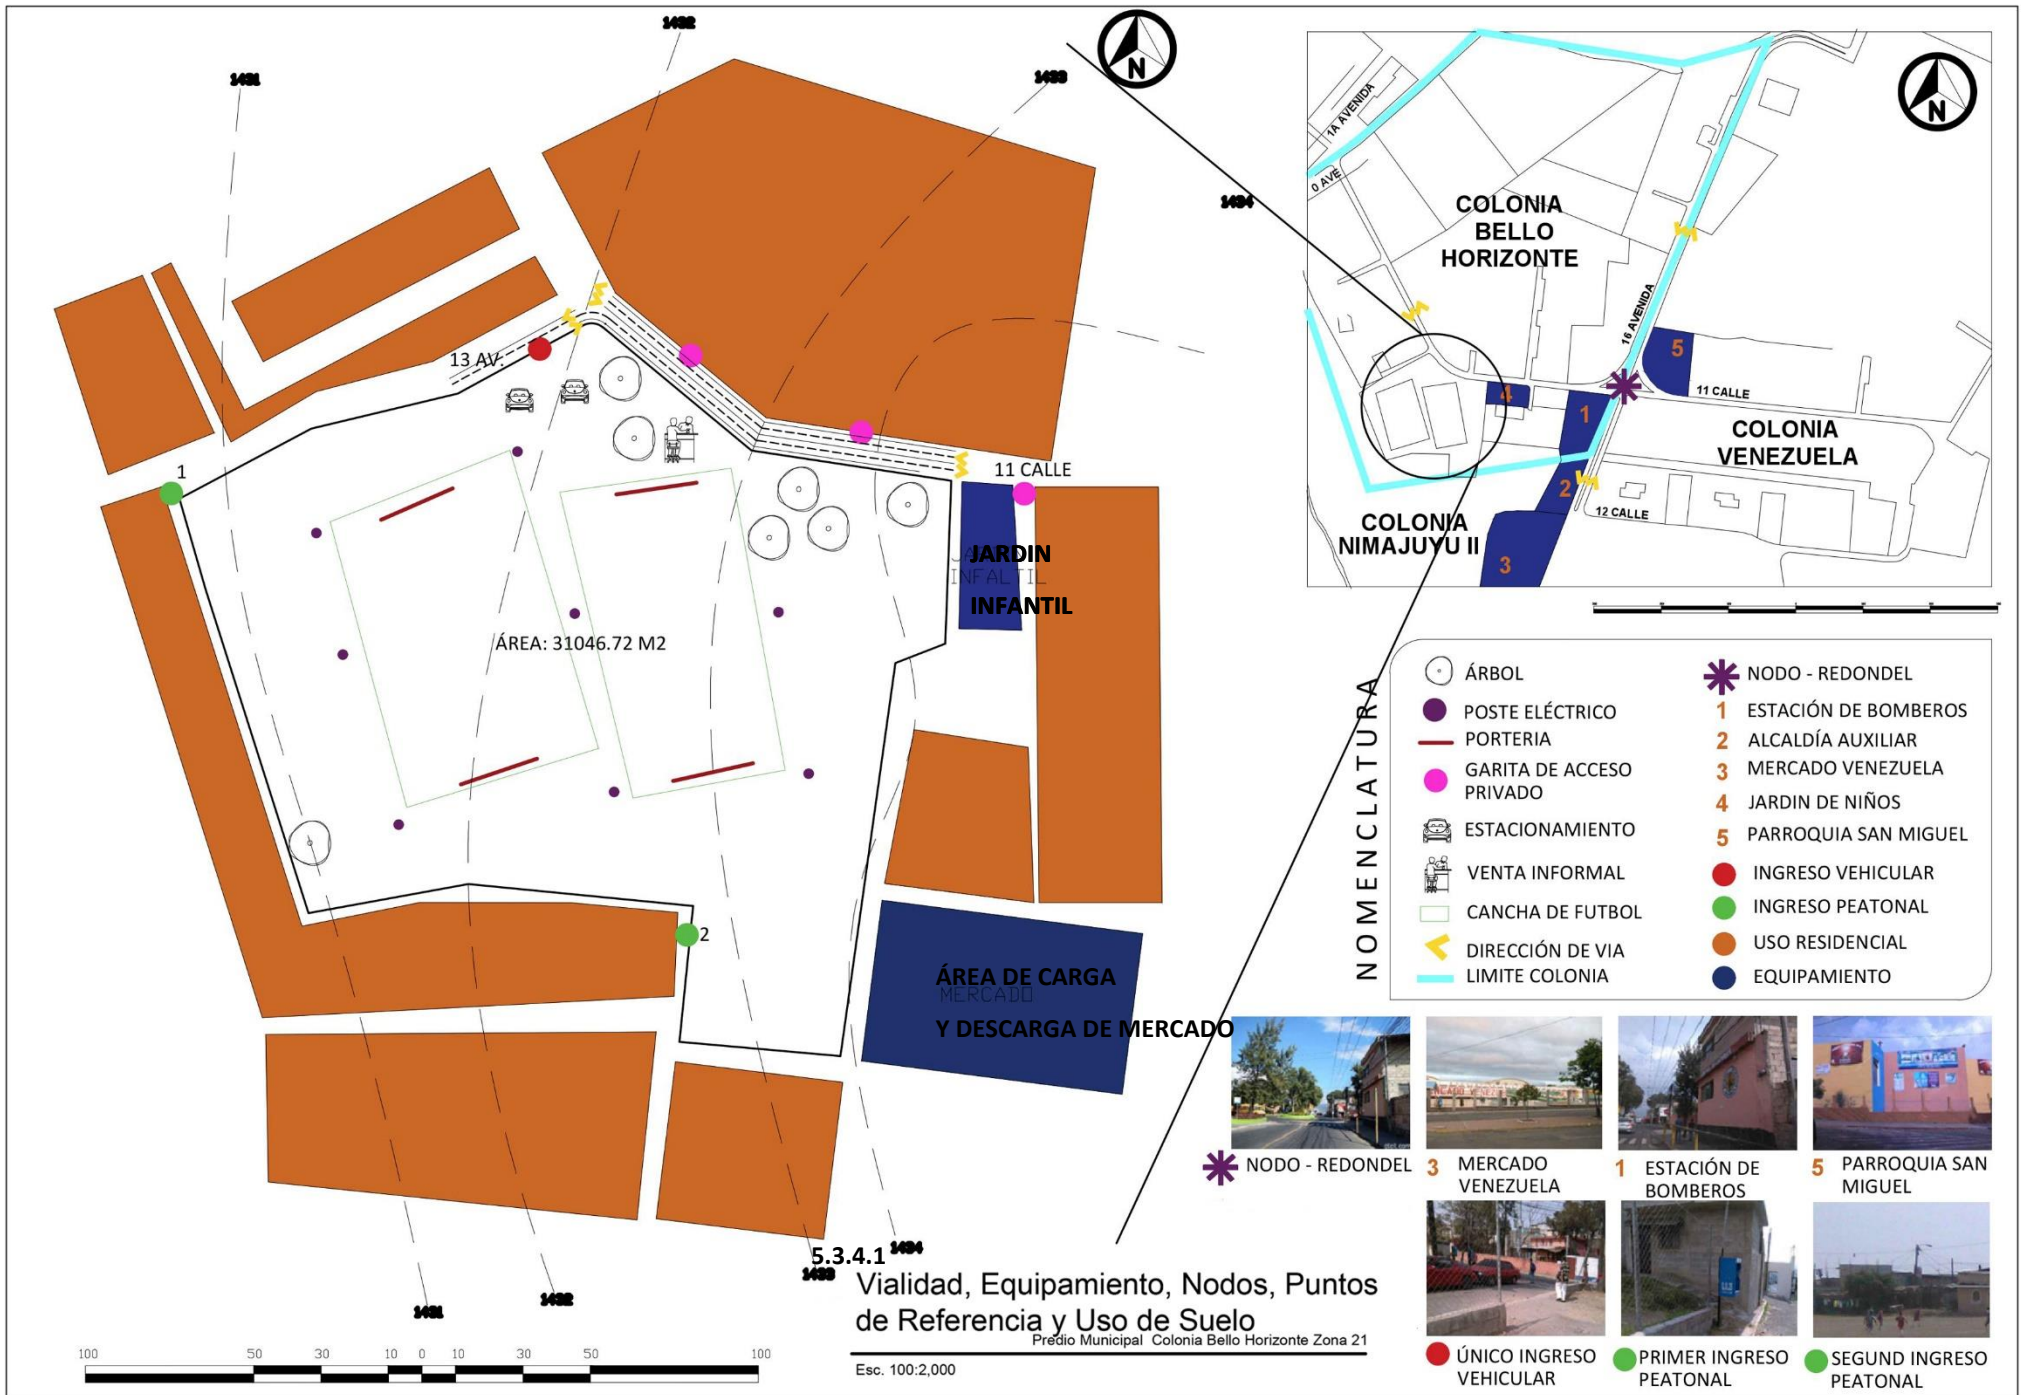 1431
1432
1433
1434
N
13 AV.
1
11 CALLE
JARDIN
INFALTIL
INFANTIL
ÁREA: 31046.72 M2
2
ÁREA DE CARGA
MERCADO
Y DESCARGA DE MERCADO
1431
1432
1433
1434
100 50 30 10 0 10 30 50 100
N
1A AVENIDA
0 AVE
COLONIA
BELLO
HORIZONTE
16 AVENIDA
5
4
1
11 CALLE
COLONIA
VENEZUELA
2
12 CALLE
COLONIA
NIMAJUYU II
3
NOMENCLATURA
ÁRBOL
POSTE ELÉCTRICO
PORTERIA
GARITA DE ACCESO
PRIVADO
ESTACIONAMIENTO
VENTA INFORMAL
CANCHA DE FUTBOL
DIRECCIÓN DE VIA
LIMITE COLONIA
NODO - REDONDEL
1 ESTACIÓN DE BOMBEROS
2 ALCALDÍA AUXILIAR
3 MERCADO VENEZUELA
4 JARDIN DE NIÑOS
5 PARROQUIA SAN MIGUEL
INGRESO VEHICULAR
INGRESO PEATONAL
USO RESIDENCIAL
EQUIPAMIENTO
NODO - REDONDEL
3 MERCADO
VENEZUELA
1 ESTACIÓN DE
BOMBEROS
5 PARROQUIA SAN
MIGUEL
ÚNICO INGRESO
VEHICULAR
PRIMER INGRESO
PEATONAL
SEGUND INGRESO
PEATONAL
5.3.4.1
Vialidad, Equipamiento, Nodos, Puntos
de Referencia y Uso de Suelo
Predio Municipal Colonia Bello Horizonte Zona 21
Esc. 100:2,000